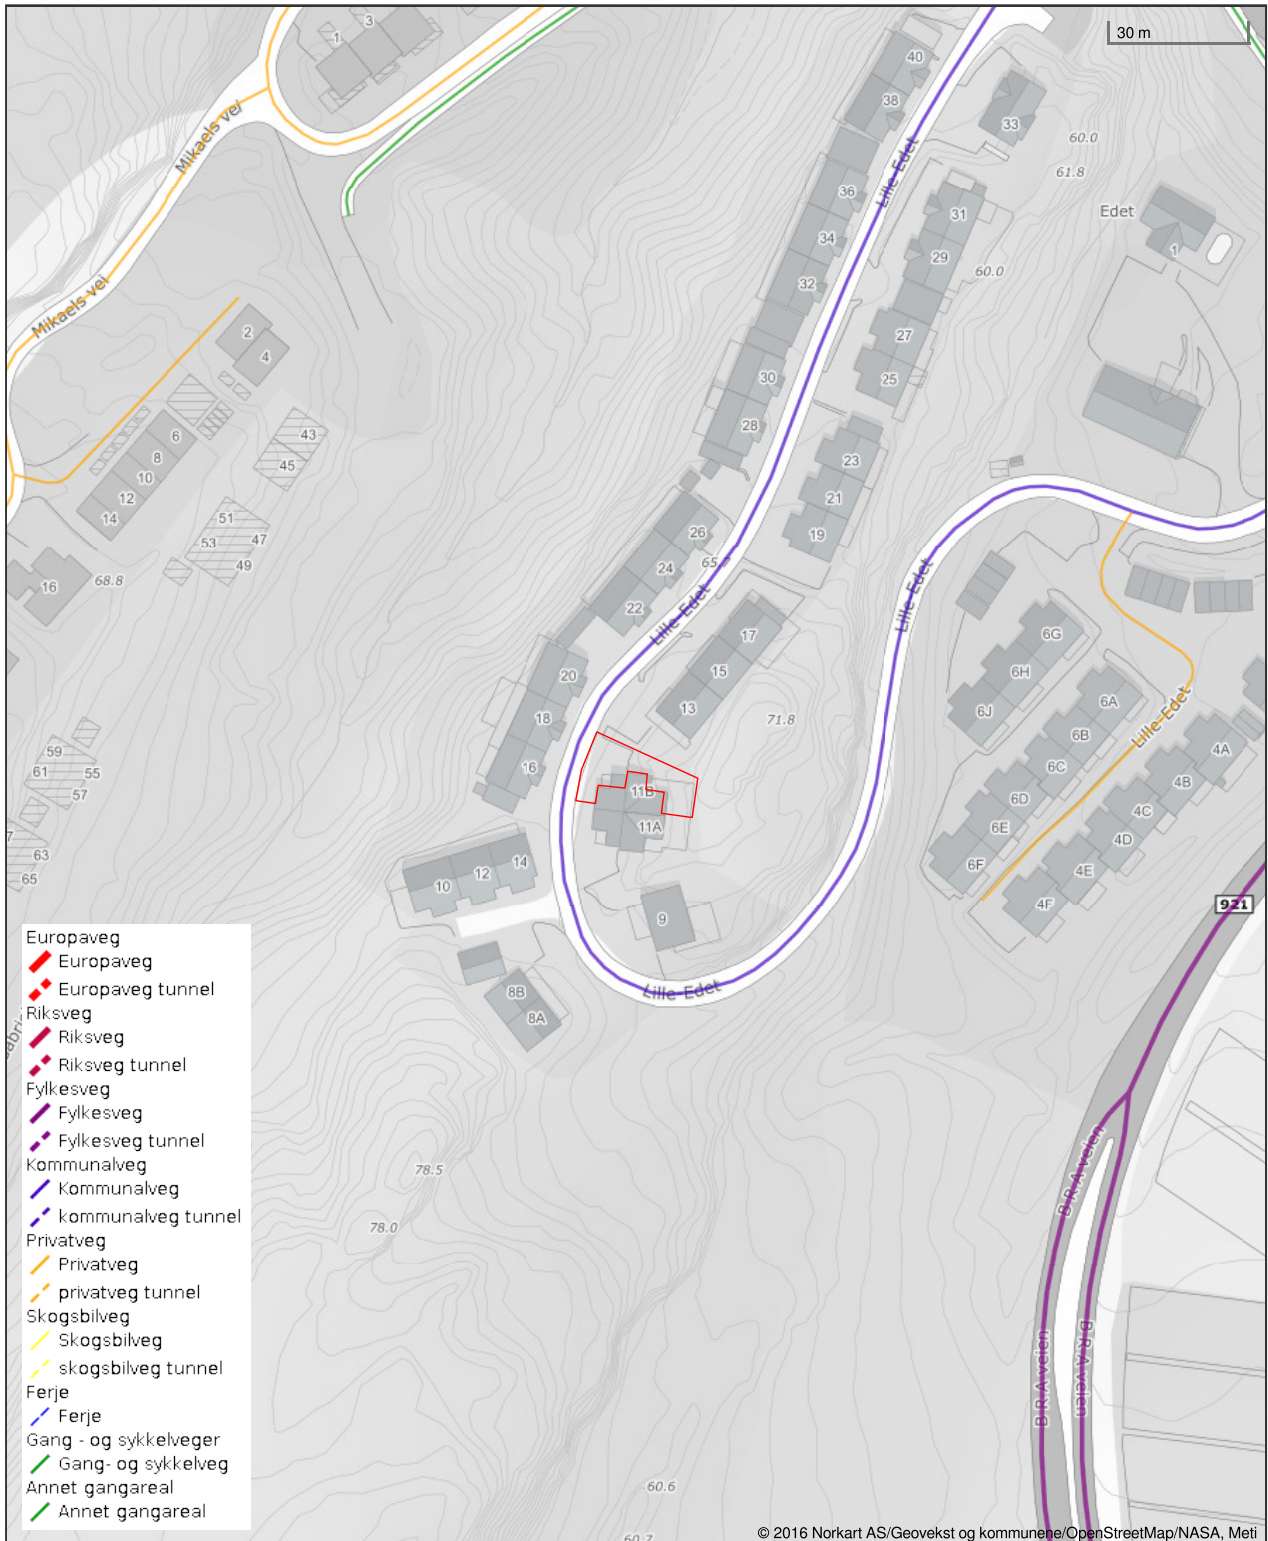 30 m
3
1
40
38
33
60.0
61.8
Mikaels vei
Lille-Edet
36
31
Edet
34
29
1
60.0
32
Mikaels vei
2
4
27
30
25
28
6
43
8
23
45
10
12
21
14
51
26
19
53
47
65.
49
24
16
68.8
22
Lille-Edet
Lille-Edet
17
6G
20
15
6H
6A
13
18
71.8
6J
6B
Lille-Edet
59
16
6C
4A
61
55
4B
57
11B
6D
4C
11A
6E
4D
7
63
14
6F
4E
12
65
10
4F
921
9
Lille-Edet
8B
8A
Europaveg
Europaveg
Europaveg tunnel
Riksveg
Riksveg
Riksveg tunnel
Fylkesveg
Fylkesveg
Fylkesveg tunnel
Kommunalveg
Kommunalveg
kommunalveg tunnel
Privatveg
Privatveg
privatveg tunnel
Skogsbilveg
Skogsbilveg
skogsbilveg tunnel
Ferje
Ferje
Gang - og sykkelveger
Gang- og sykkelveg
Annet gangareal
Annet gangareal
78.5
78.0
B.R.A.veien
B.R.A.veien
B.R.A.veien
60.6
60.7
© 2016 Norkart AS/Geovekst og kommunene/OpenStreetMap/NASA, Meti